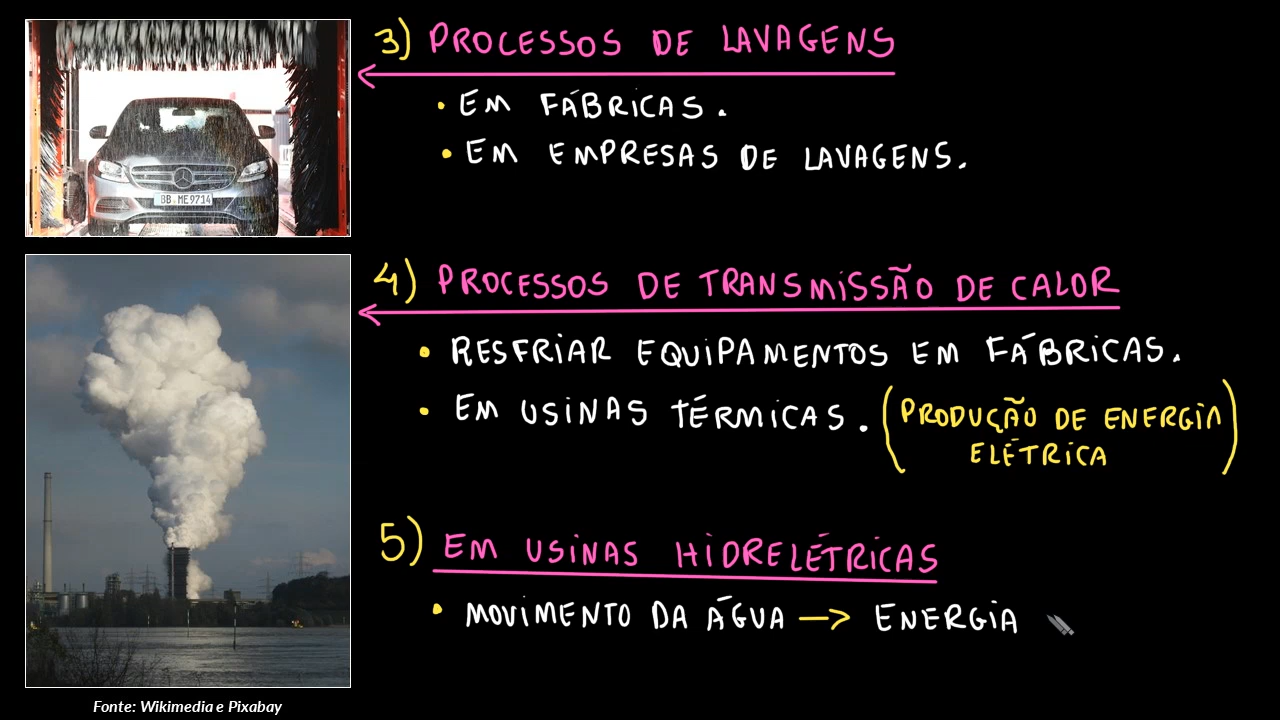 3) PROCESSOS DE LAVAGENS
• EM FÁBRICAS.
• EM EMPRESAS DE LAVAGENS.
BB ME 9714
4) PROCESSOS DE TRANSMISSÃO DE CALOR
• RESFRIAR EQUIPAMENTOS EM FÁBRICAS.
• EM USINAS TÉRMICAS. (PRODUÇÃO DE ENERGIA
ELÉTRICA)
5) EM USINAS HIDRELÉTRICAS
• MOVIMENTO DA ÁGUA → ENERGIA
Fonte: Wikimedia e Pixabay